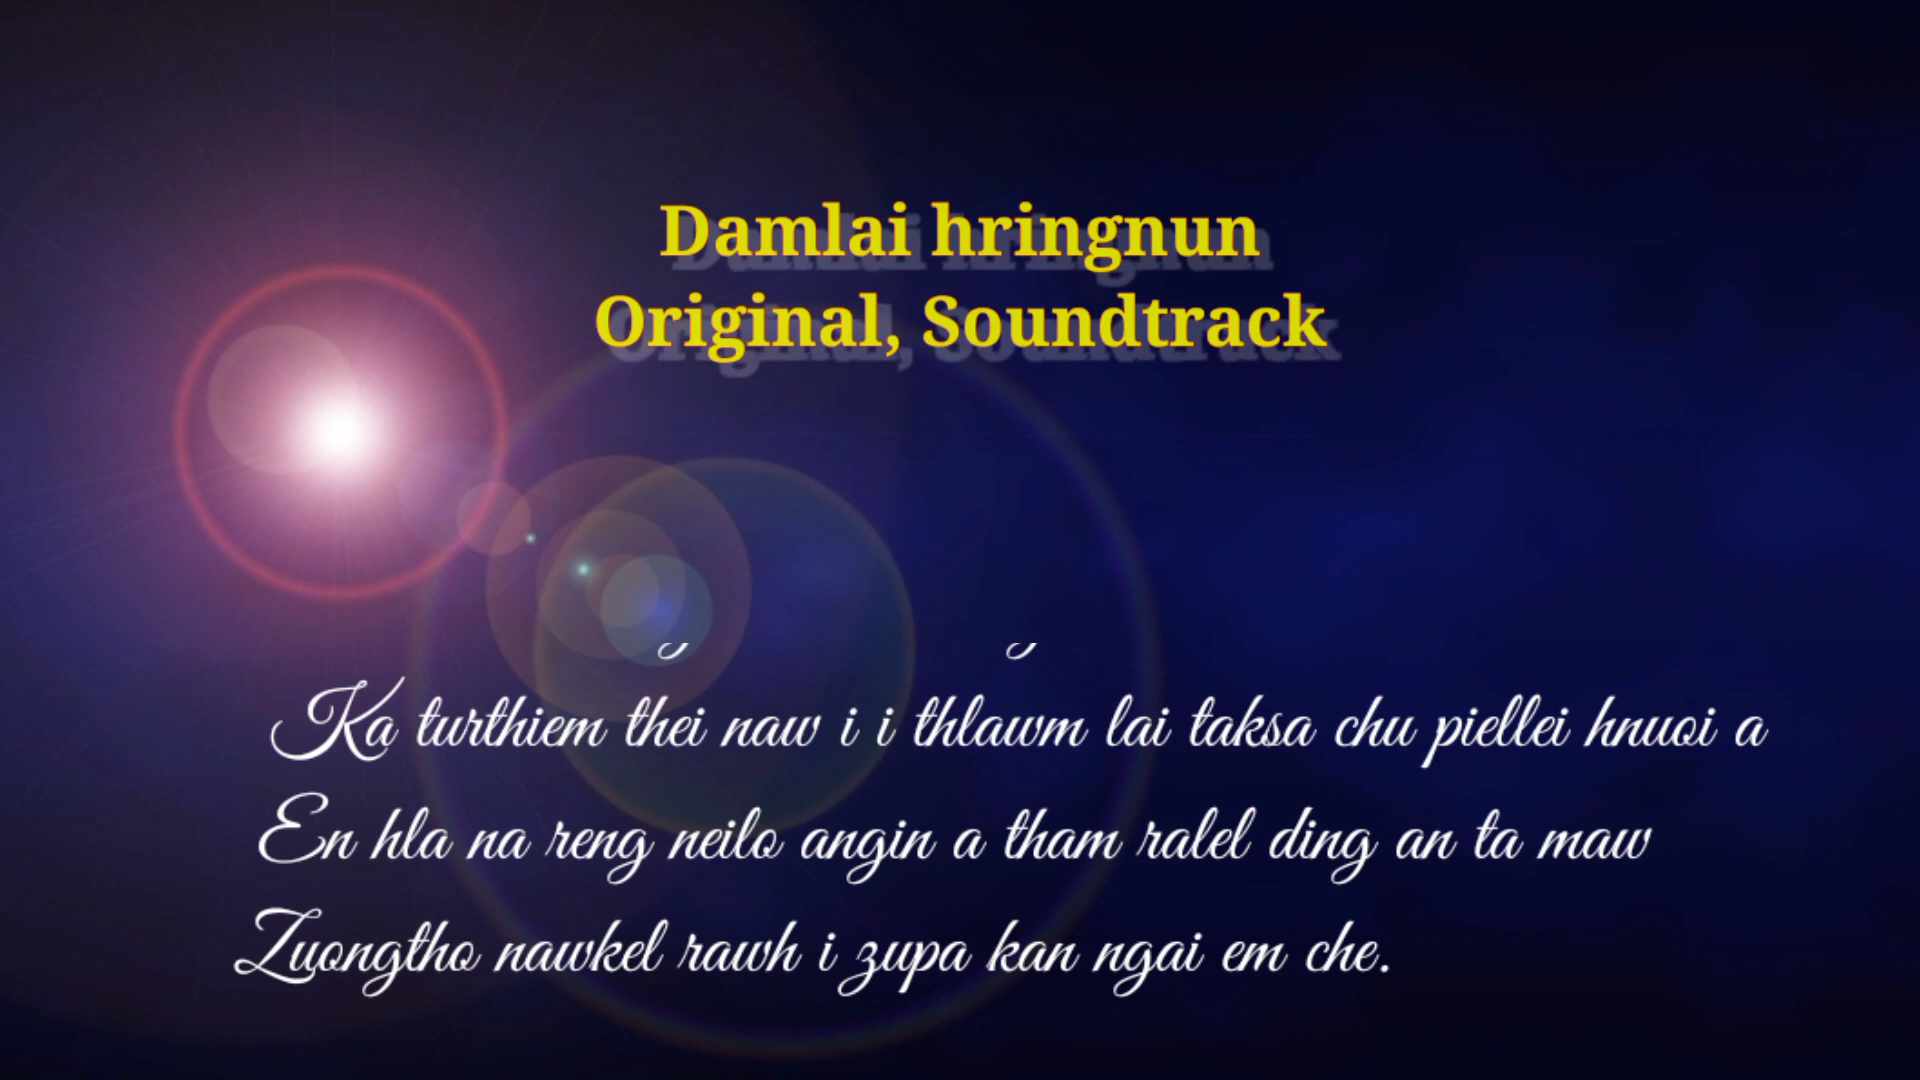 Damlai hringnun
Original, Soundtrack
Ka turthiem thei naw i i thlawm lai taksa chu piellei hnuoi a
En hla na reng neilo angin a tham ralel ding an ta maw
Zuongtho nawkel rawh i zupa kan ngai em che.